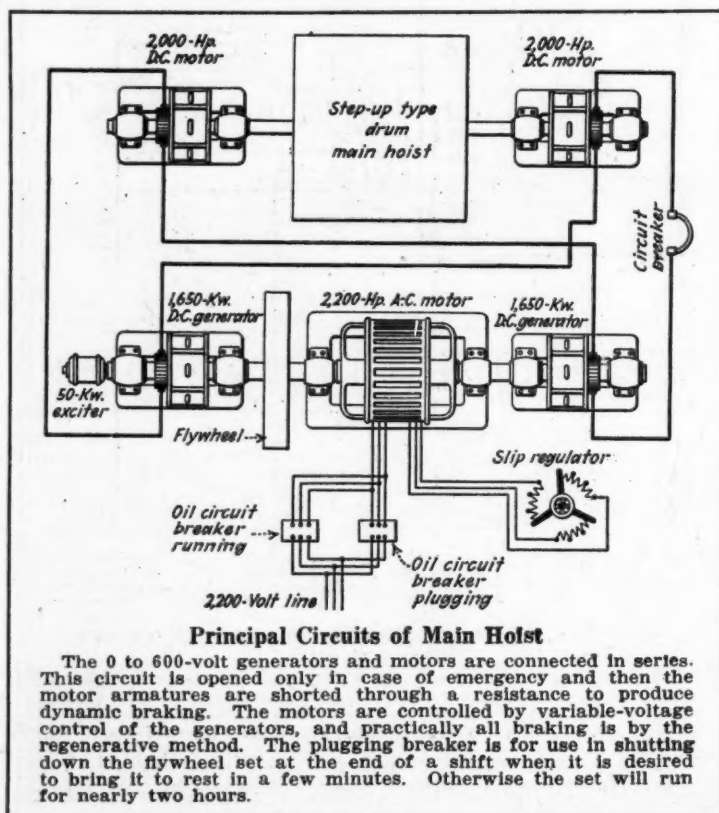 2,000-Hp.
D.C. motor
2,000-Hp.
D.C. motor
Step-up type
drum
main hoist
Circuit
breaker
1,650-Kw.
D.C. generator
2,200-Hp. A-C. motor
1,650-Kw.
D.C. generator
50-Kw.
exciter
Flywheel
Slip regulator
Oil circuit
breaker
running
Oil circuit
breaker
plugging
2,200-Volt line
Principal Circuits of Main Hoist
The 0 to 600-volt generators and motors are connected in series.
This circuit is opened only in case of emergency and then the
motor armatures are shorted through a resistance to produce
dynamic braking. The motors are controlled by variable-voltage
control of the generators, and practically all braking is by the
regenerative method. The plugging breaker is for use in shutting
down the flywheel set at the end of a shift when it is desired
to bring it to rest in a few minutes. Otherwise the set will run
for nearly two hours.